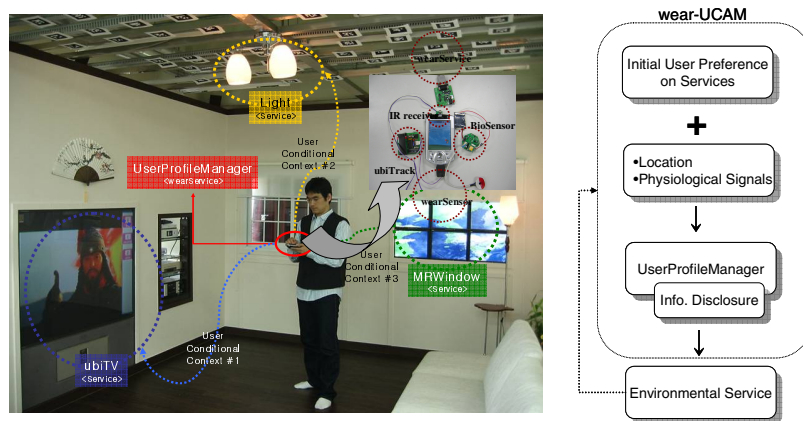 wearService
Light
<Service>
IR receiver
BioSensor
User
Conditional
Context #2
UserProfileManager
<wearService>
ubiTrack
wearSensor
User
Conditional
Context #3
MRWindow
<Service>
User
Conditional
Context #1
ubiTV
<Service>
wear-UCAM
Initial User Preference
on Services
+
•Location
•Physiological Signals
UserProfileManager
Info. Disclosure
Environmental Service